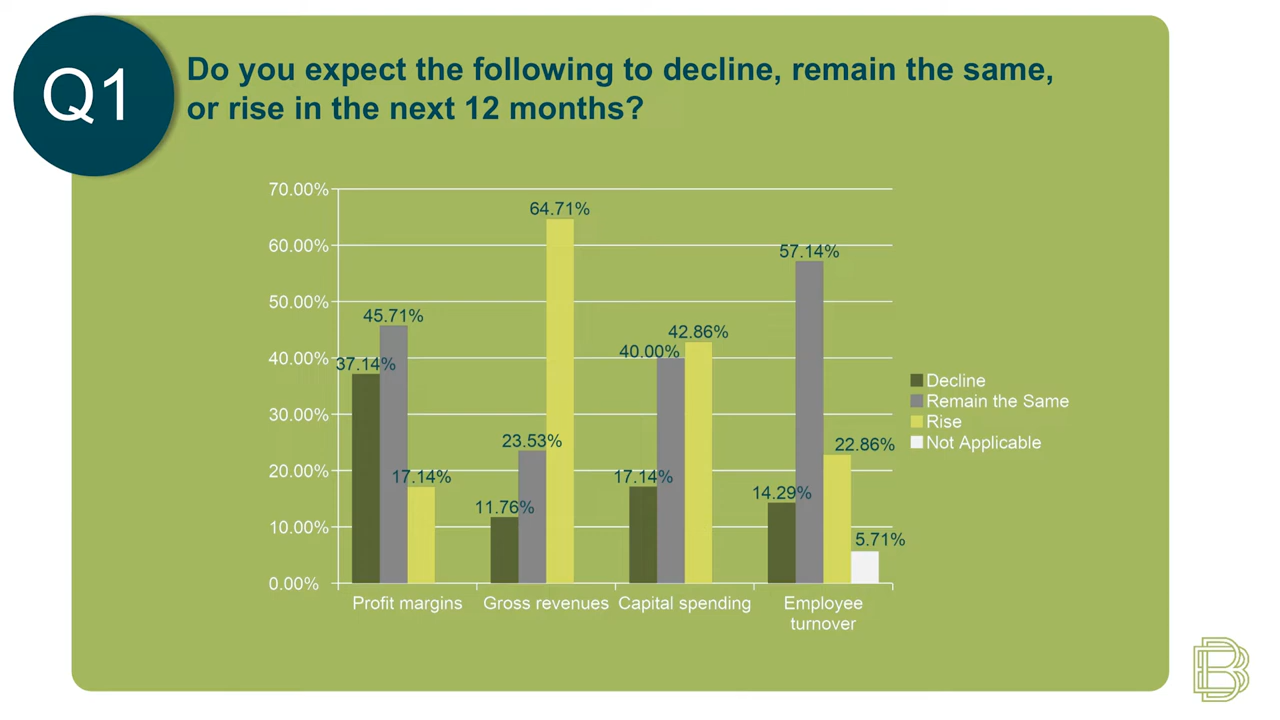 Q1
Do you expect the following to decline, remain the same,
or rise in the next 12 months?
70.00%
60.00%
50.00%
40.00%
30.00%
20.00%
10.00%
0.00%
37.14%
45.71%
17.14%
11.76%
23.53%
64.71%
17.14%
40.00%
42.86%
14.29%
57.14%
22.86%
5.71%
Profit margins
Gross revenues
Capital spending
Employee
turnover
Decline
Remain the Same
Rise
Not Applicable
B